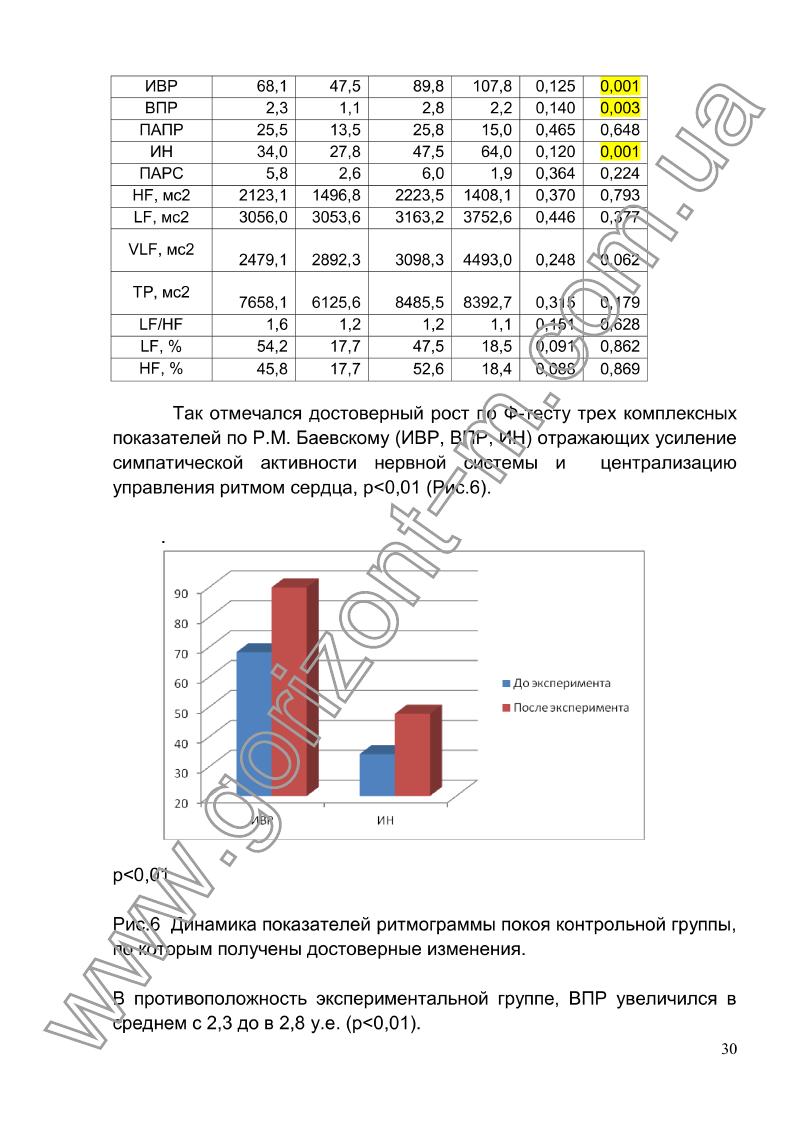 ИВР 68,1 47,5 89,8 107,8 0,125 0,001
ВПР 2,3 1,1 2,8 2,2 0,140 0,003
ПАПР 25,5 13,5 25,8 15,0 0,465 0,648
ИН 34,0 27,8 47,5 64,0 0,120 0,001
ПАРС 5,8 2,6 6,0 1,9 0,364 0,224
HF, мс2 2123,1 1496,8 2223,5 1408,1 0,370 0,793
LF, мс2 3056,0 3053,6 3163,2 3752,6 0,446 0,377
VLF, мс2 2479,1 2892,3 3098,3 4493,0 0,248 0,062
TP, мс2 7658,1 6125,6 8485,5 8392,7 0,315 0,179
LF/HF 1,6 1,2 1,2 1,1 0,151 0,628
LF, % 54,2 17,7 47,5 18,5 0,091 0,862
HF, % 45,8 17,7 52,6 18,4 0,088 0,869
Так отмечался достоверный рост по Ф-тесту трех комплексных
показателей по Р.М. Баевскому (ИВР, ВПР, ИН) отражающих усиление
симпатической активности нервной системы и централизацию
управления ритмом сердца, p<0,01 (Рис.6).
.
90
80
70
60
50
40
30
20
ИВР ИН
До эксперимента
После эксперимента
p<0,01
Рис.6 Динамика показателей ритмограммы покоя контрольной группы,
по которым получены достоверные изменения.
В противоположность экспериментальной группе, ВПР увеличился в
среднем с 2,3 до в 2,8 у.е. (p<0,01).
30
www.gorizont-m.com.ua